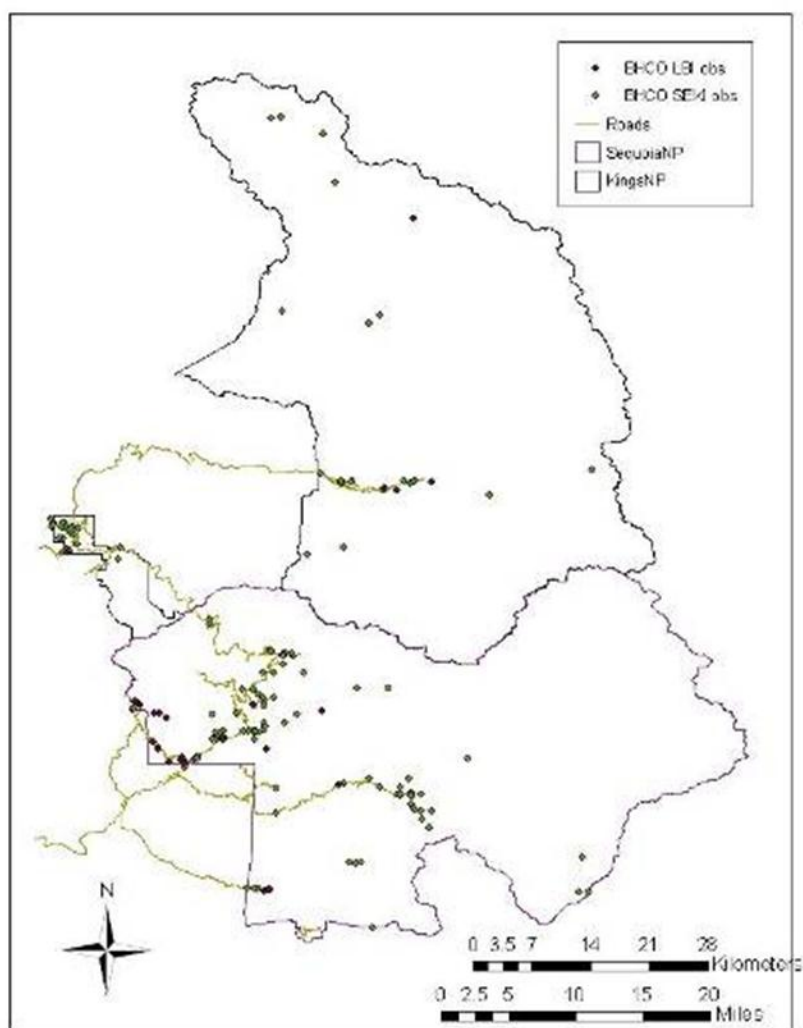 BHCO LBI obs
BHCO SEKI obs
Roads
SequoiaNP
KingsNP
N
0 3.5 7 14 21 28
Kilometers
0 2.5 5 10 15 20
Miles